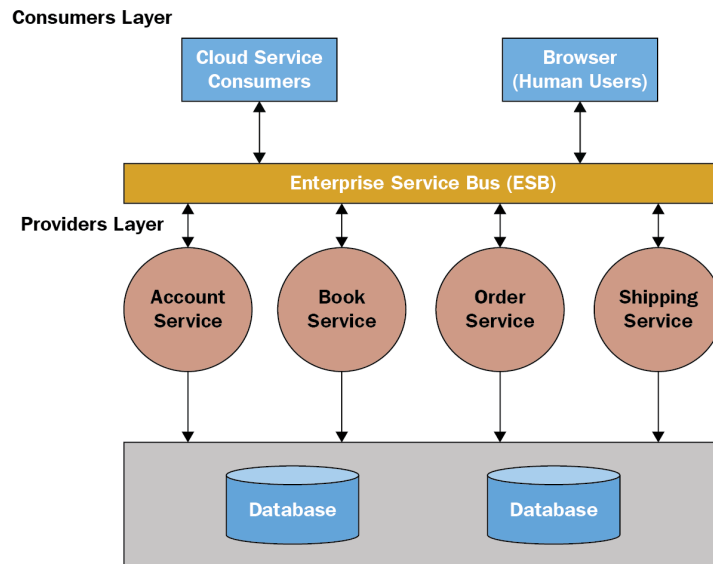 Consumers Layer
Cloud Service
Consumers
Browser
(Human Users)
Enterprise Service Bus (ESB)
Providers Layer
Account
Service
Book
Service
Order
Service
Shipping
Service
Database
Database